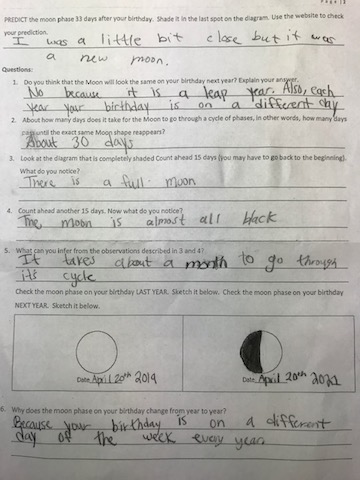 PREDICT the moon phase 33 days after your birthday. Shade it in the last spot on the diagram. Use the website to
check your prediction.
I was a little bit close but it was
a new moon.
Questions:
1. Do you think that the Moon will look the same on your birthday next year? Explain your answer.
No because it is a leap year. Also, each
year your birthday is on a different day
2. About how many days does it take for the Moon to go through a cycle of phases, in other words, how many days
pass until the exact same Moon shape reappears?
About 30 days
3. Look at the diagram that is completely shaded Count ahead 15 days (you may have to go back to the beginning).
What do you notice?
There is a full moon
4. Count ahead another 15 days. Now what do you notice?
The moon is almost all black
5. What can you infer from the observations described in 3 and 4?
It takes about a month to go through
its cycle
Check the moon phase on your birthday LAST YEAR. Sketch it below. Check the moon phase on your birthday
NEXT YEAR. Sketch it below.
Date April 20th 2019
Date April 20th 2021
6. Why does the moon phase on your birthday change from year to year?
Because your birthday is on a different
day of the week every year.